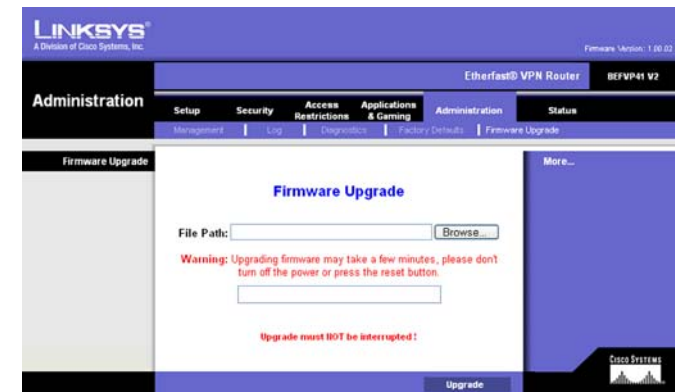 LINKSYS®
A Division of Cisco Systems, Inc.
Firmware Version: 1.00.02
Etherfast® VPN Router BEFVP41 V2
Administration
Setup Security Access Restrictions Applications & Gaming Administration Status
Management | Log | Diagnostics | Factory Defaults | Firmware Upgrade
Firmware Upgrade
More...
Firmware Upgrade
File Path: Browse...
Warning: Upgrading firmware may take a few minutes, please don't
turn off the power or press the reset button.
Upgrade must NOT be interrupted !
CISCO SYSTEMS
Upgrade